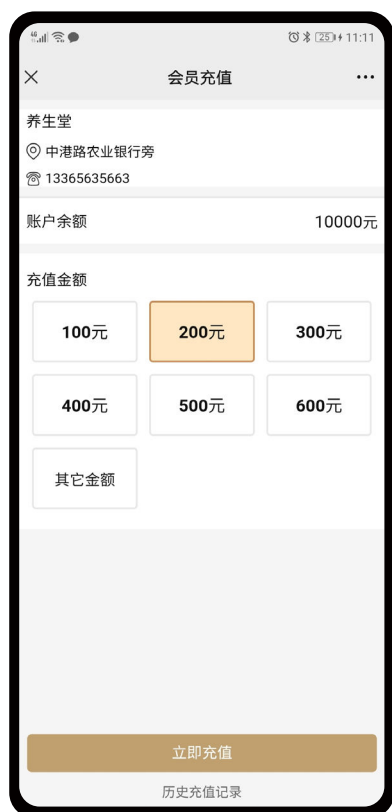 46 25 11:11
会员充值
养生堂
中港路农业银行旁
13365635663
账户余额 10000元
充值金额
100元 200元 300元
400元 500元 600元
其它金额
立即充值
历史充值记录